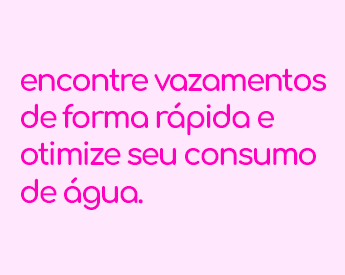 encontre vazamentos
de forma rápida e
otimize seu consumo
de água.